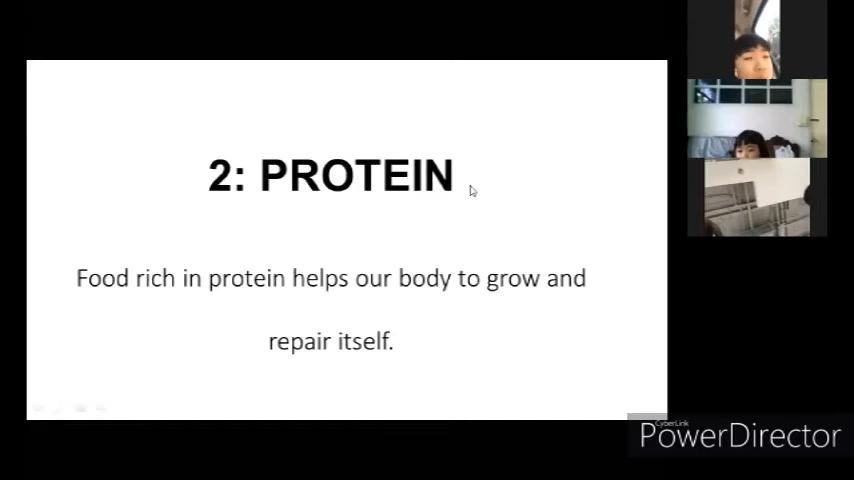 2: PROTEIN
Food rich in protein helps our body to grow and
repair itself.
CyberLink
PowerDirector